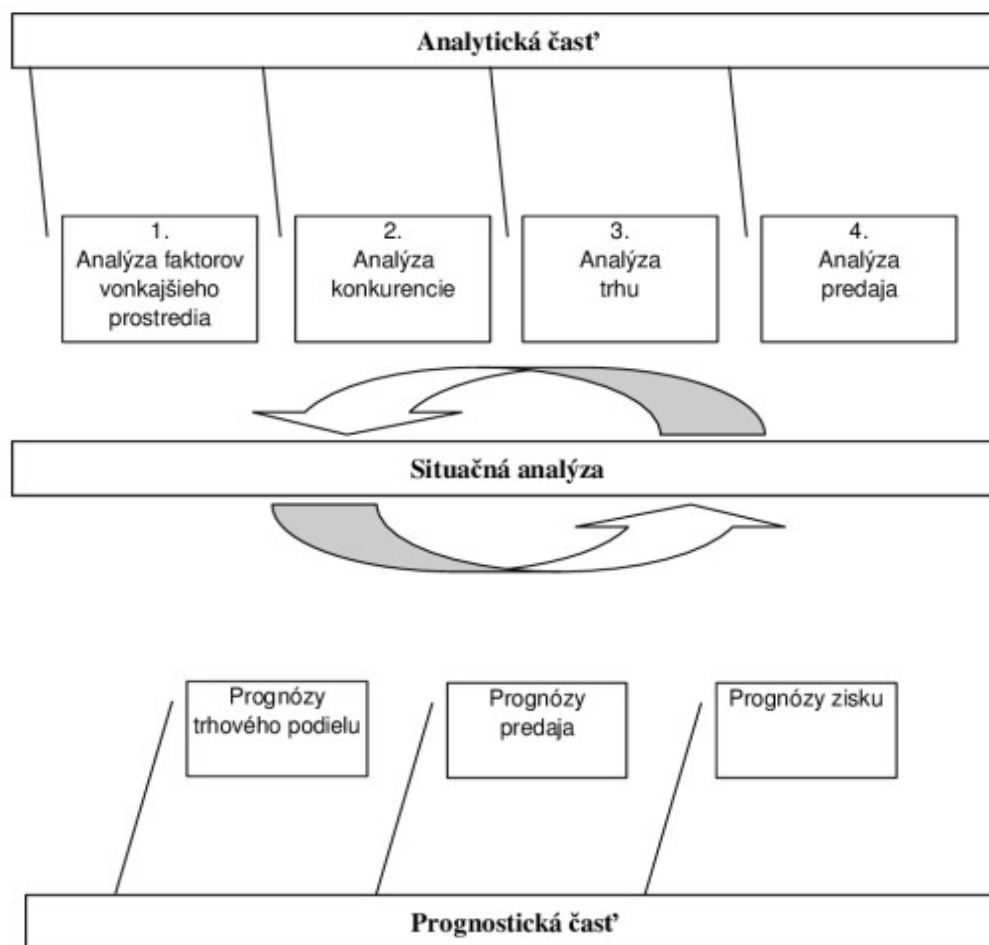 Analytická časť
1.
Analýza faktorov
vonkajšieho
prostredia
2.
Analýza
konkurencie
3.
Analýza
trhu
4.
Analýza
predaja
Situačná analýza
Prognózy
trhového podielu
Prognózy
predaja
Prognózy zisku
Prognostická časť